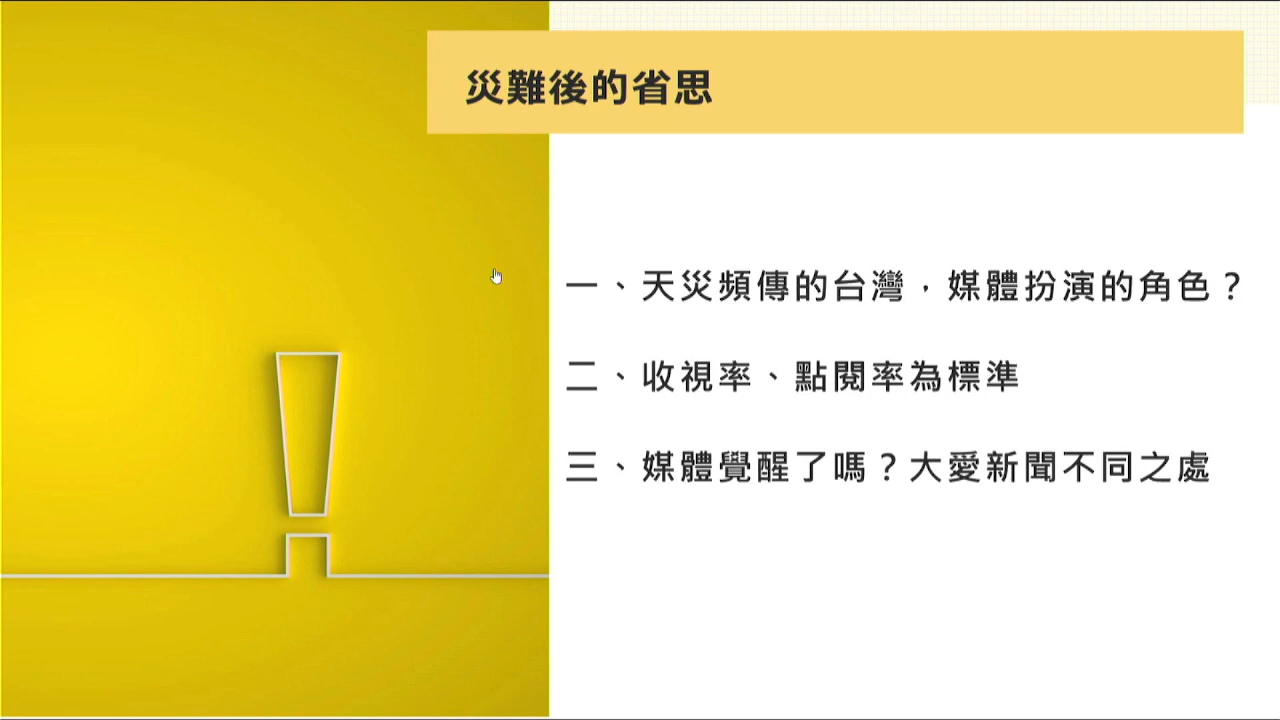 災難後的省思
一、天災頻傳的台灣，媒體扮演的角色？
二、收視率、點閱率為標準
三、媒體覺醒了嗎？大愛新聞不同之處